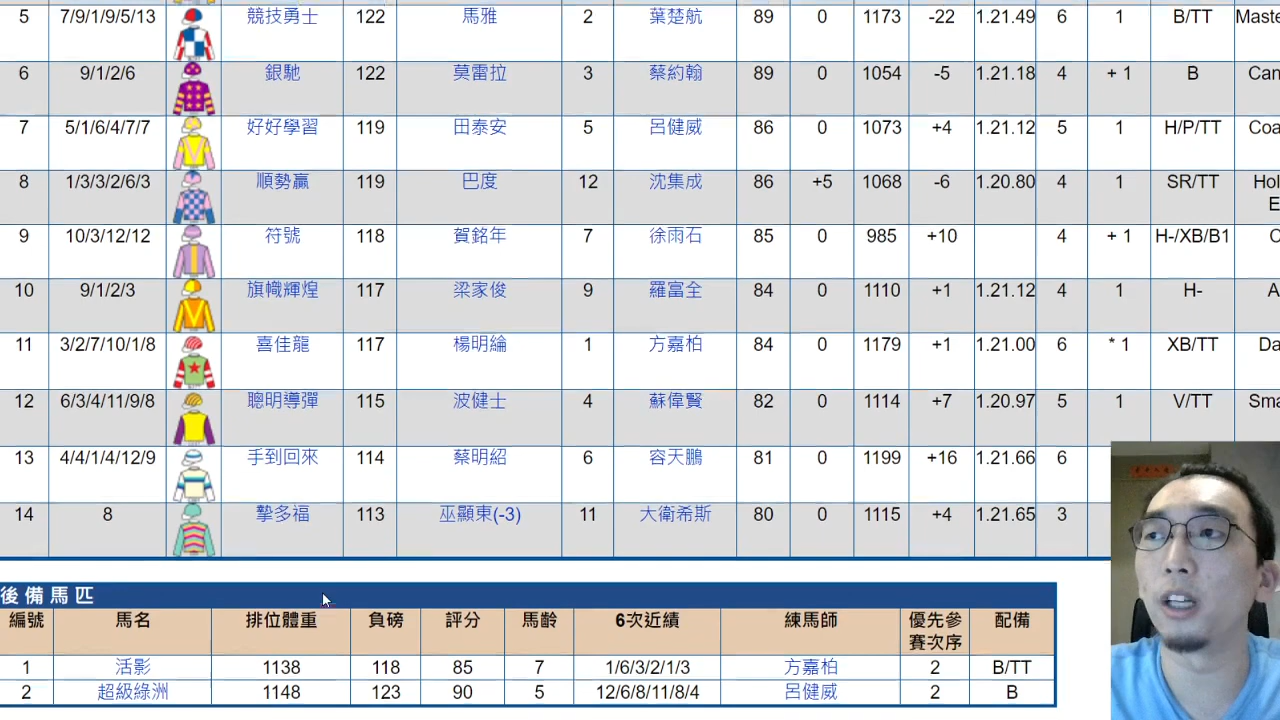 5 7/9/1/9/5/13 競技勇士 122 馬雅 2 葉楚航 89 0 1173 -22 1.21.49 6 1 B/TT Maste
6 9/1/2/6 銀馳 122 莫雷拉 3 蔡約翰 89 0 1054 -5 1.21.18 4 + 1 B Can
7 5/1/6/4/7/7 好好學習 119 田泰安 5 呂健威 86 0 1073 +4 1.21.12 5 1 H/P/TT Coa
8 1/3/3/2/6/3 順勢贏 119 巴度 12 沈集成 86 +5 1068 -6 1.20.80 4 1 SR/TT Hol
E
9 10/3/12/12 符號 118 賀銘年 7 徐雨石 85 0 985 +10 4 + 1 H-/XB/B1 C
10 9/1/2/3 旗幟輝煌 117 梁家俊 9 羅富全 84 0 1110 +1 1.21.12 4 1 H- A
11 3/2/7/10/1/8 喜佳龍 117 楊明綸 1 方嘉柏 84 0 1179 +1 1.21.00 6 * 1 XB/TT Da
12 6/3/4/11/9/8 聰明導彈 115 波健士 4 蘇偉賢 82 0 1114 +7 1.20.97 5 1 V/TT Sma
13 4/4/1/4/12/9 手到回來 114 蔡明紹 6 容天鵬 81 0 1199 +16 1.21.66 6
14 8 摯多福 113 巫顯東(-3) 11 大衛希斯 80 0 1115 +4 1.21.65 3
後備馬匹
編號 馬名 排位體重 負磅 評分 馬齡 6次近績 練馬師 優先參 配備
賽次序
1 活影 1138 118 85 7 1/6/3/2/1/3 方嘉柏 2 B/TT
2 超級綠洲 1148 123 90 5 12/6/8/11/8/4 呂健威 2 B